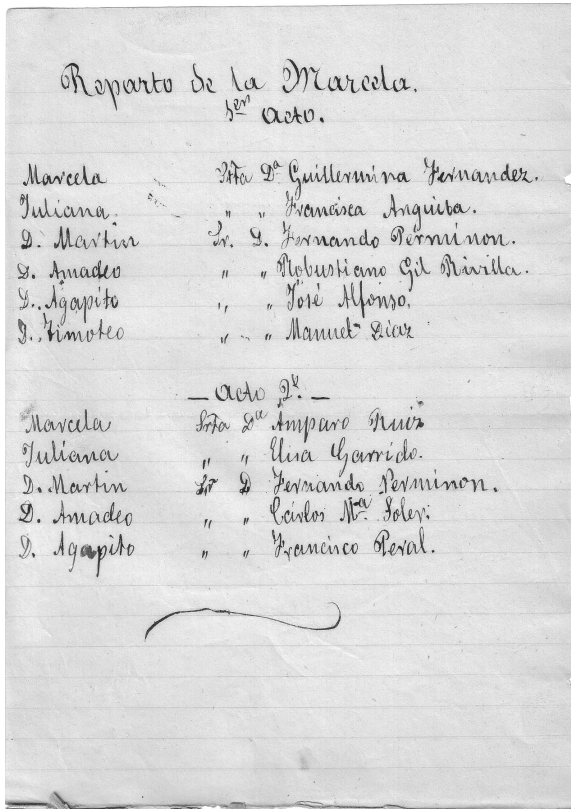 Reparto de la Marcela.
1er Acto.
Marcela Srta Da Guillermina Fernandez.
Juliana. " " Francisca Anguita.
D. Martin Sr. D. Fernando Perminon.
D. Amadeo " " Robustiano Gil Rivilla.
D. Agapito " " José Alfonso.
D. Timoteo " " Manuel Diaz
— Acto 2º. —
Marcela Srta Da Amparo Ruiz
Juliana " " Elisa Garrido.
D. Martin Sr D Fernando Perminon.
D. Amadeo " " Carlos Ma. Soler.
D. Agapito " " Francisco Peral.